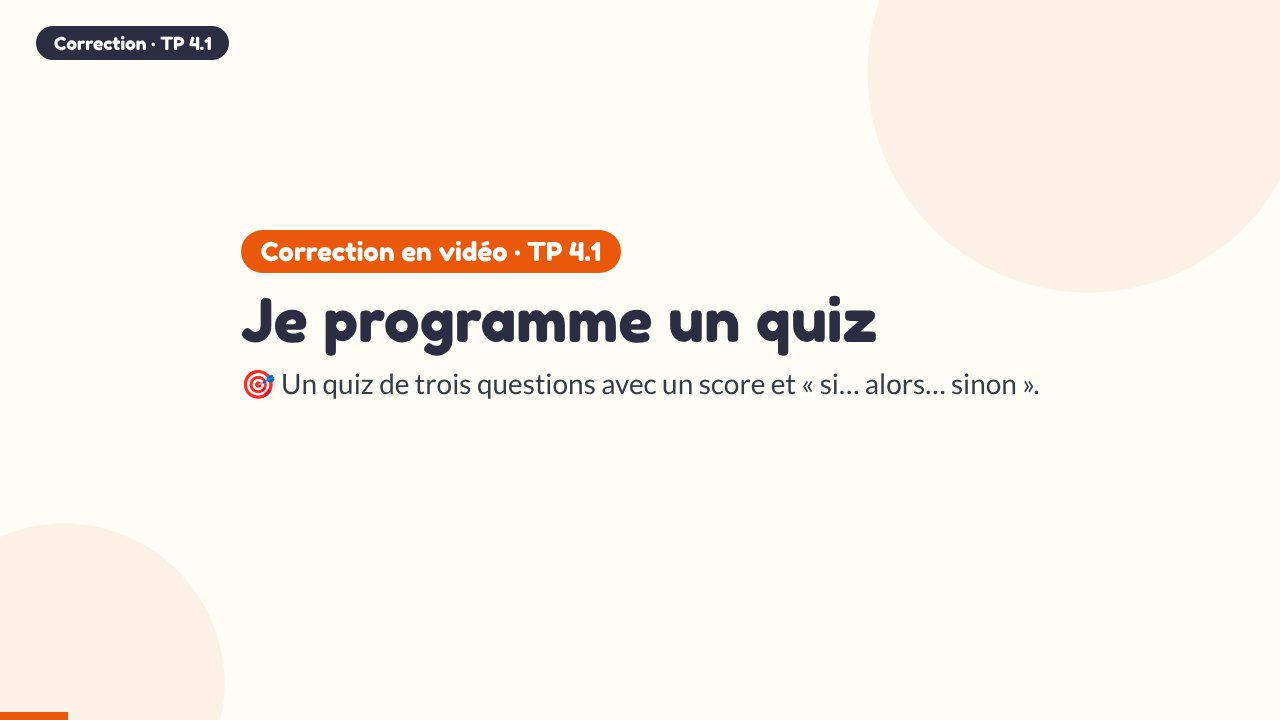 Correction · TP 4.1
Correction en vidéo · TP 4.1
Je programme un quiz
🎯 Un quiz de trois questions avec un score et « si… alors… sinon ».